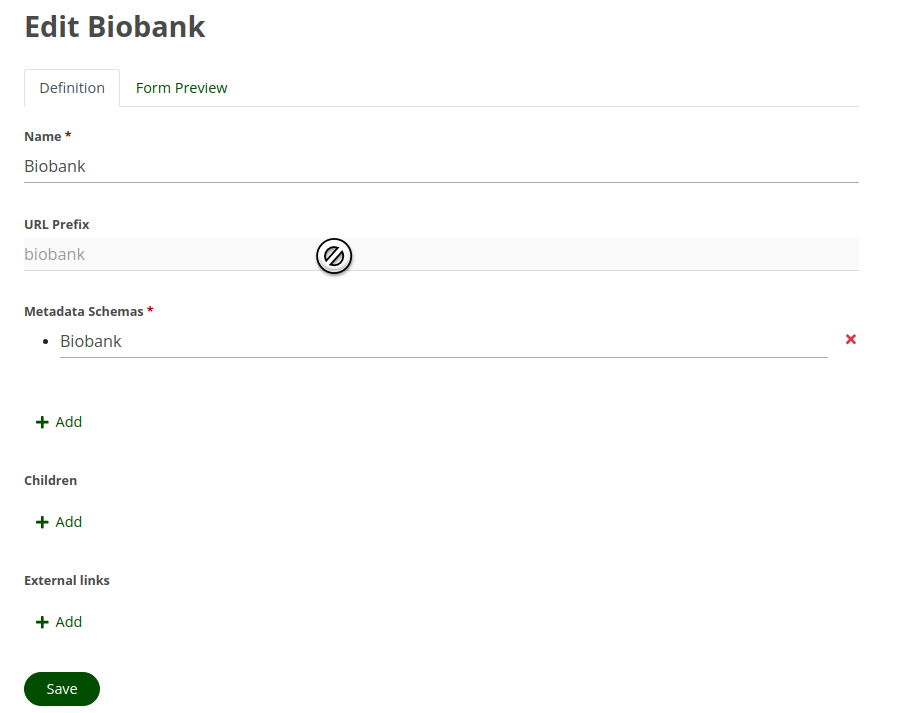 Edit Biobank
Definition Form Preview
Name *
Biobank
URL Prefix
biobank
Metadata Schemas *
Biobank
Add
Children
Add
External links
Add
Save